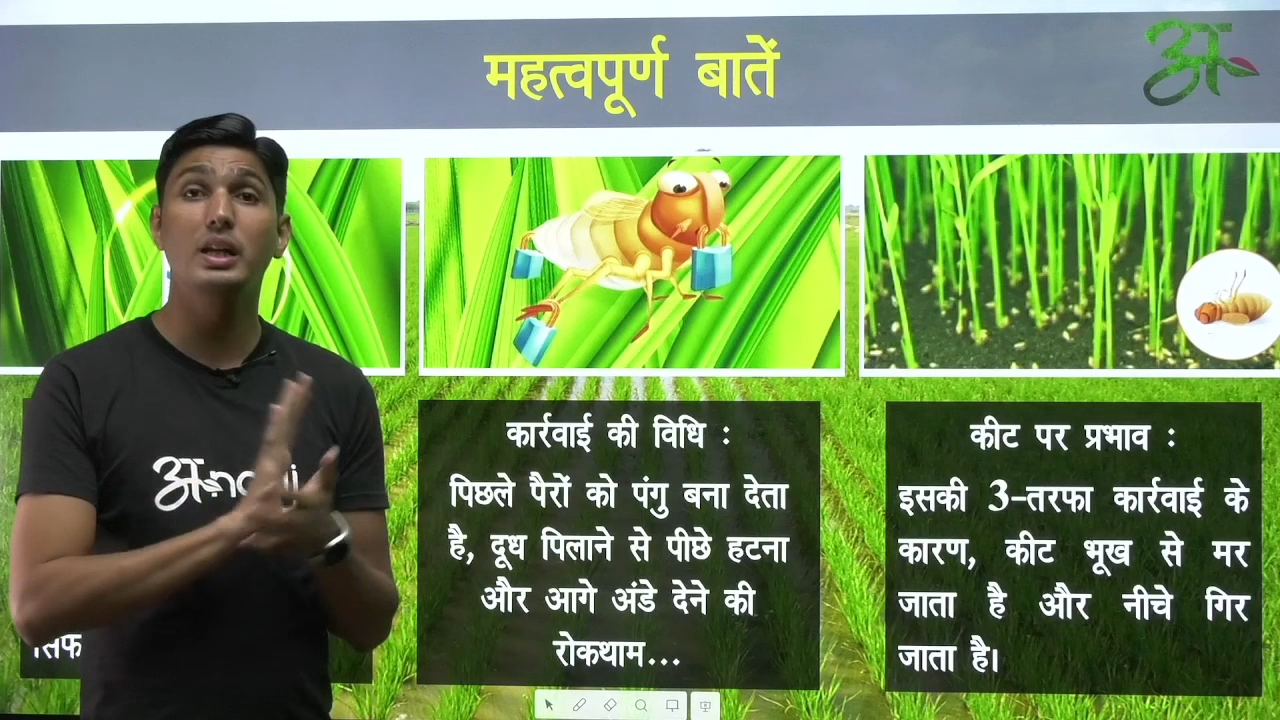 महत्वपूर्ण बातें
कार्रवाई की विधि :
पिछले पैरों को पंगु बना देता
है, दूध पिलाने से पीछे हटना
और आगे अंडे देने की
रोकथाम...
कीट पर प्रभाव :
इसकी 3-तरफा कार्रवाई के
कारण, कीट भूख से मर
जाता है और नीचे गिर
जाता है।